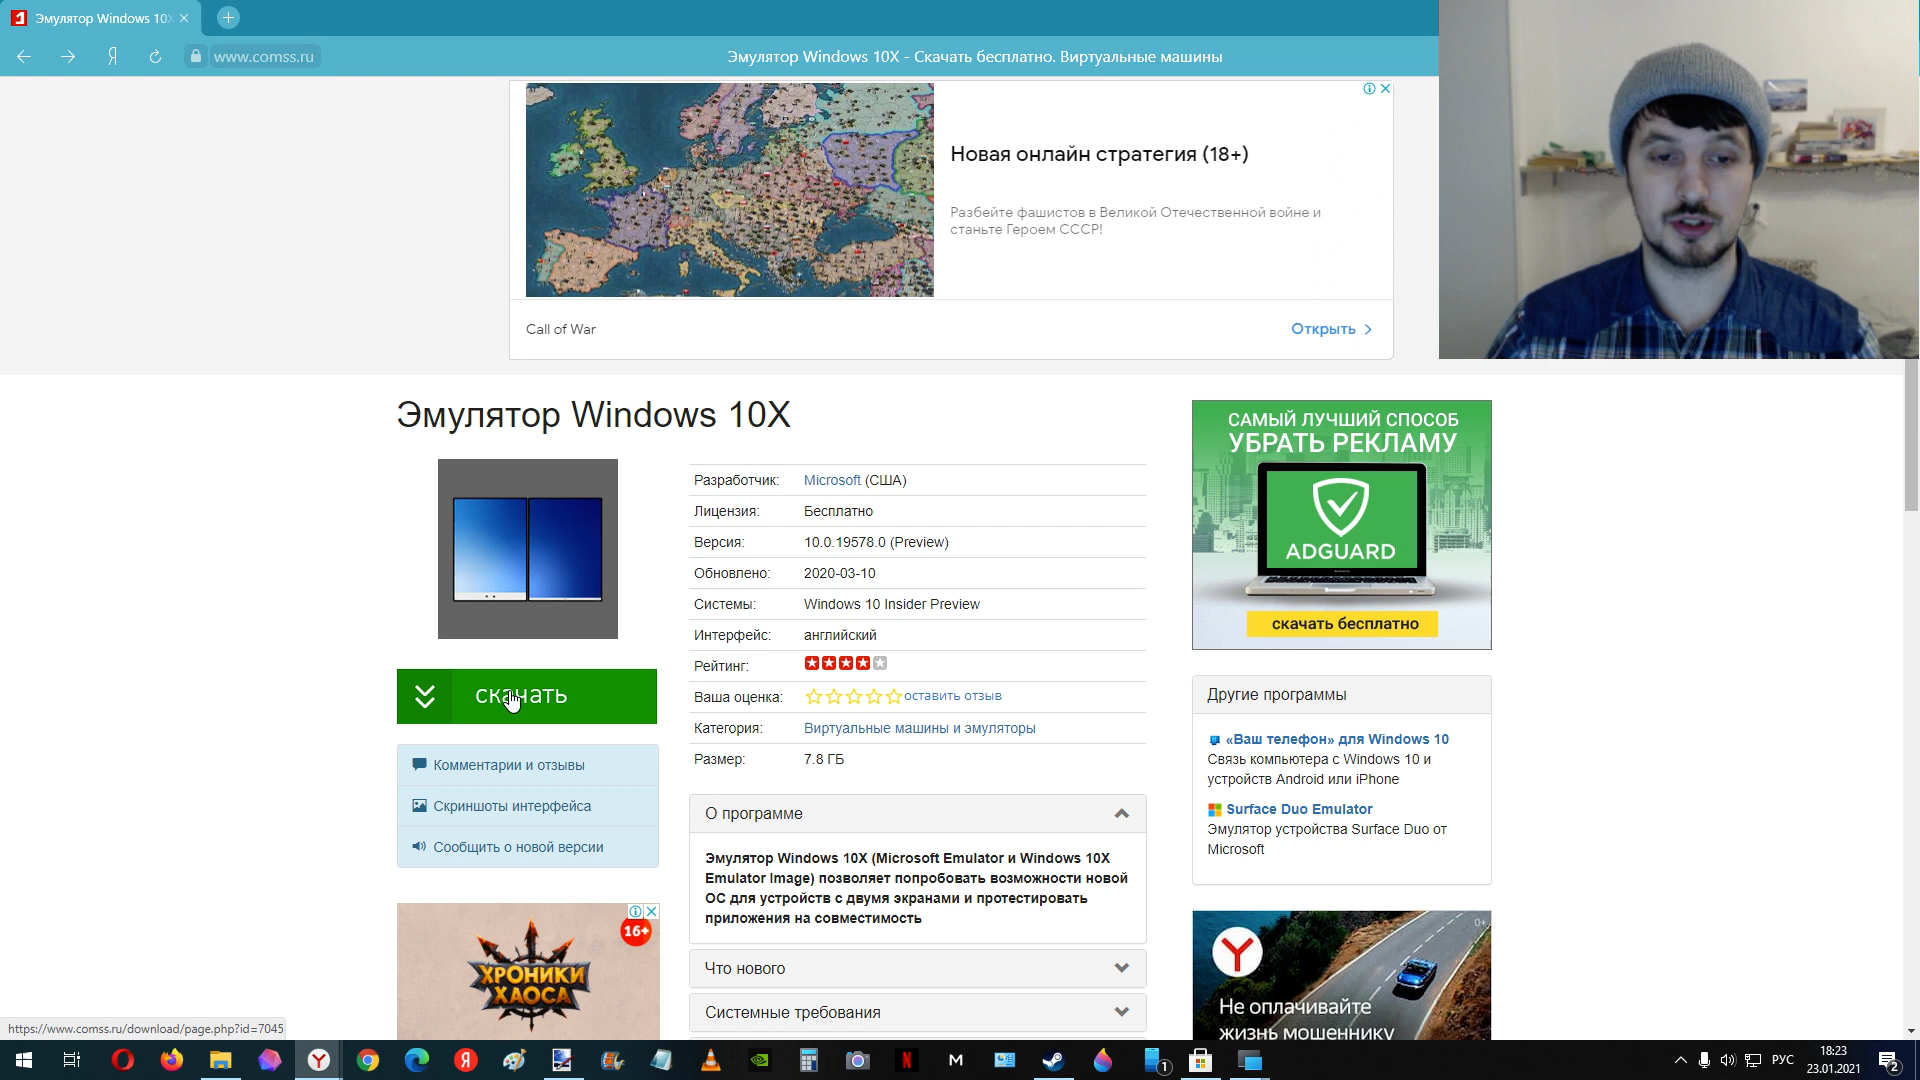 Эмулятор Windows 10X
www.comss.ru
Эмулятор Windows 10X - Скачать бесплатно. Виртуальные машины
Новая онлайн стратегия (18+)
Разбейте фашистов в Великой Отечественной войне и
станьте Героем СССР!
Call of War
Открыть
Эмулятор Windows 10X
Разработчик: Microsoft (США)
Лицензия: Бесплатно
Версия: 10.0.19578.0 (Preview)
Обновлено: 2020-03-10
Системы: Windows 10 Insider Preview
Интерфейс: английский
Рейтинг:
Ваша оценка: оставить отзыв
Категория: Виртуальные машины и эмуляторы
Размер: 7.8 ГБ
скачать
Комментарии и отзывы
Скриншоты интерфейса
Сообщить о новой версии
16+
ХРОНИКИ
ХАОСА
О программе
Эмулятор Windows 10X (Microsoft Emulator и Windows 10X
Emulator Image) позволяет попробовать возможности новой
ОС для устройств с двумя экранами и протестировать
приложения на совместимость
Что нового
Системные требования
САМЫЙ ЛУЧШИЙ СПОСОБ
УБРАТЬ РЕКЛАМУ
ADGUARD
скачать бесплатно
Другие программы
«Ваш телефон» для Windows 10
Связь компьютера с Windows 10 и
устройств Android или iPhone
Surface Duo Emulator
Эмулятор устройства Surface Duo от
Microsoft
0+
Не оплачивайте
жизнь мошеннику
https://www.comss.ru/download/page.php?id=7045
РУС
18:23
23.01.2021
2
1